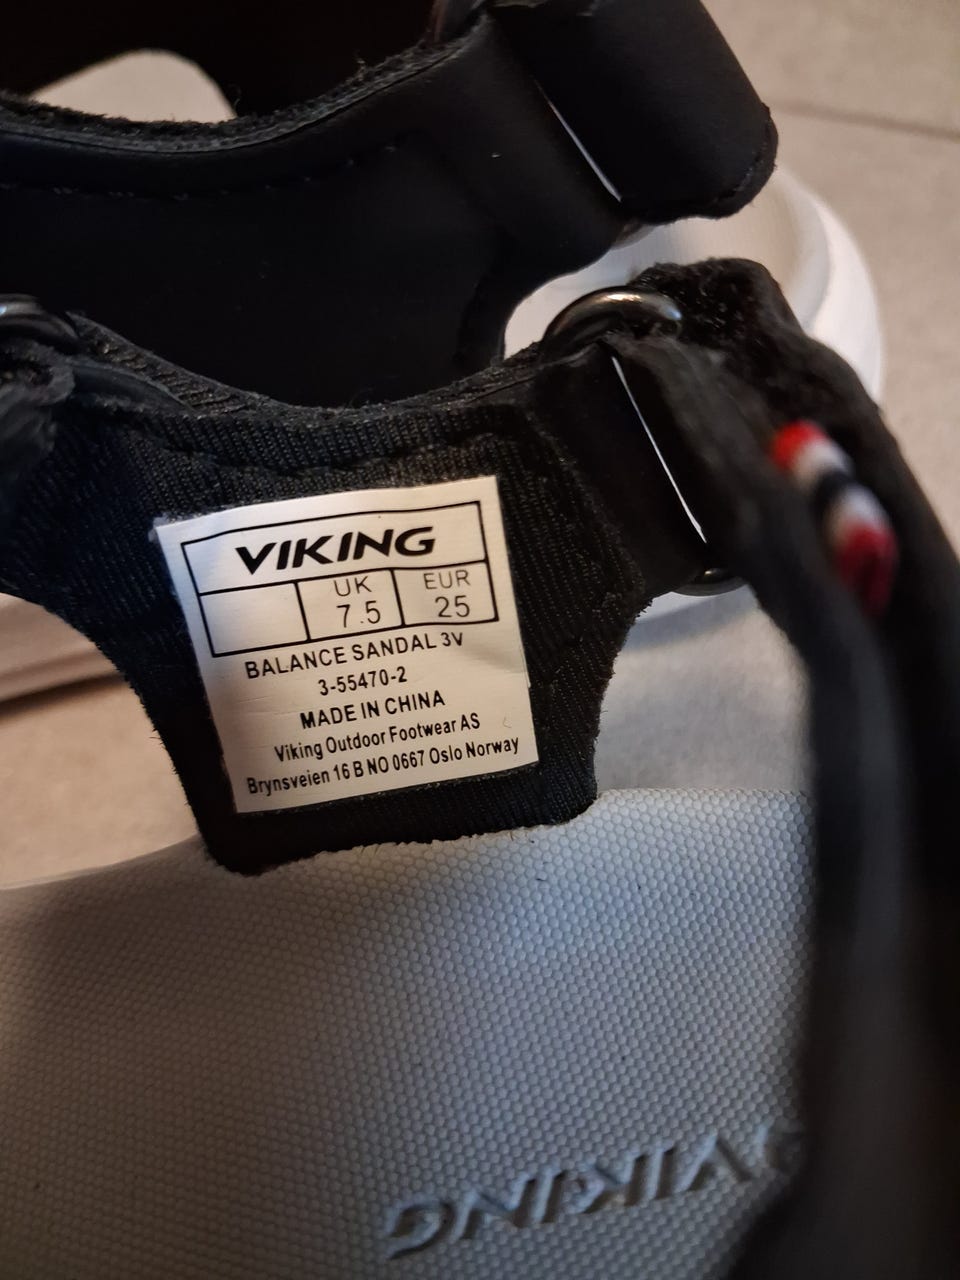 VIKING
UK EUR
7.5 25
BALANCE SANDAL 3V
3-55470-2
MADE IN CHINA
Viking Outdoor Footwear AS
Brynsveien 16 B NO 0667 Oslo Norway
VIKING